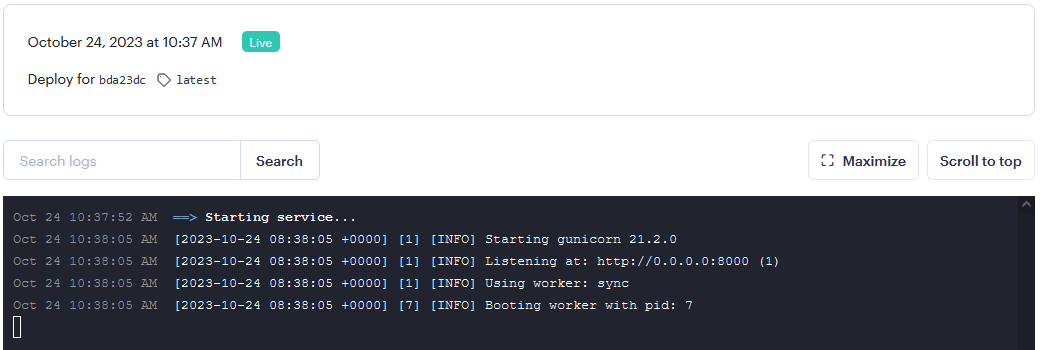 October 24, 2023 at 10:37 AM Live
Deploy for bda23dc latest
Search logs Search Maximize Scroll to top
Oct 24 10:37:52 AM ==> Starting service...
Oct 24 10:38:05 AM [2023-10-24 08:38:05 +0000] [1] [INFO] Starting gunicorn 21.2.0
Oct 24 10:38:05 AM [2023-10-24 08:38:05 +0000] [1] [INFO] Listening at: http://0.0.0.0:8000 (1)
Oct 24 10:38:05 AM [2023-10-24 08:38:05 +0000] [1] [INFO] Using worker: sync
Oct 24 10:38:05 AM [2023-10-24 08:38:05 +0000] [7] [INFO] Booting worker with pid: 7